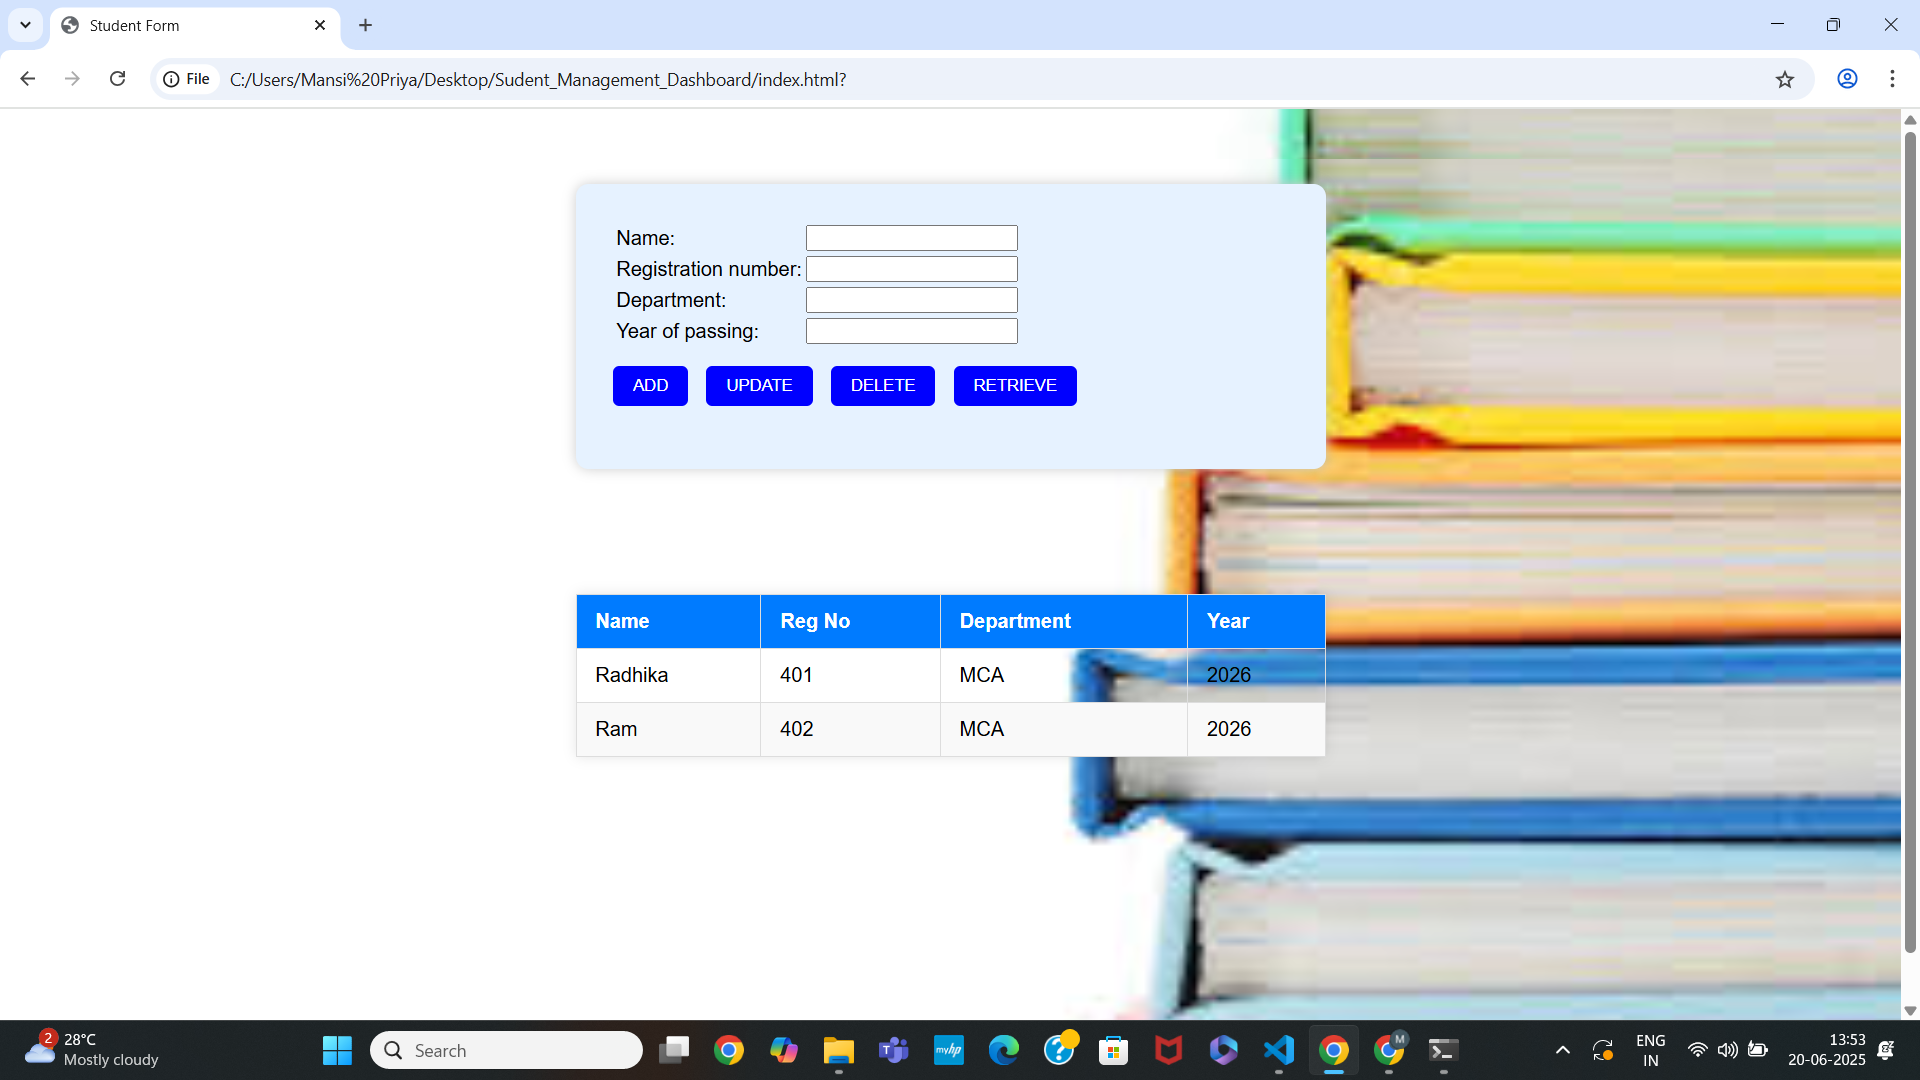 Student Form
File C:/Users/Mansi%20Priya/Desktop/Sudent_Management_Dashboard/index.html?
Name:
Registration number:
Department:
Year of passing:
ADD UPDATE DELETE RETRIEVE
Name Reg No Department Year
Radhika 401 MCA 2026
Ram 402 MCA 2026
2 28°C
Mostly cloudy
Search
myhp
M
ENG
IN
13:53
20-06-2025